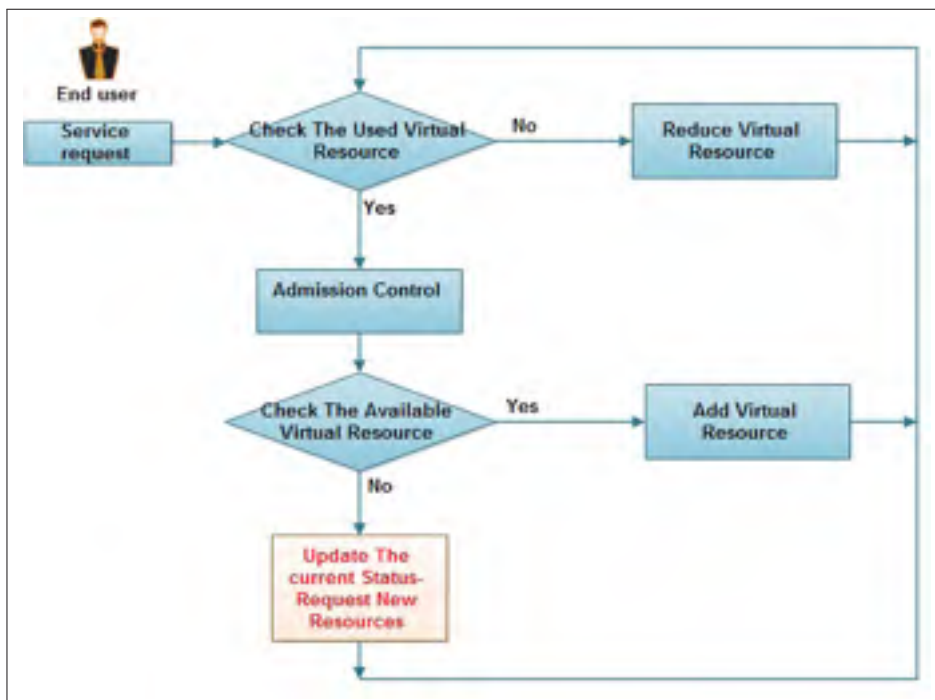 End user
Service
request
Check The Used Virtual
Resource
No
Reduce Virtual
Resource
Yes
Admission Control
Check The Available
Virtual Resource
Yes
Add Virtual
Resource
No
Update The
current Status-
Request New
Resources